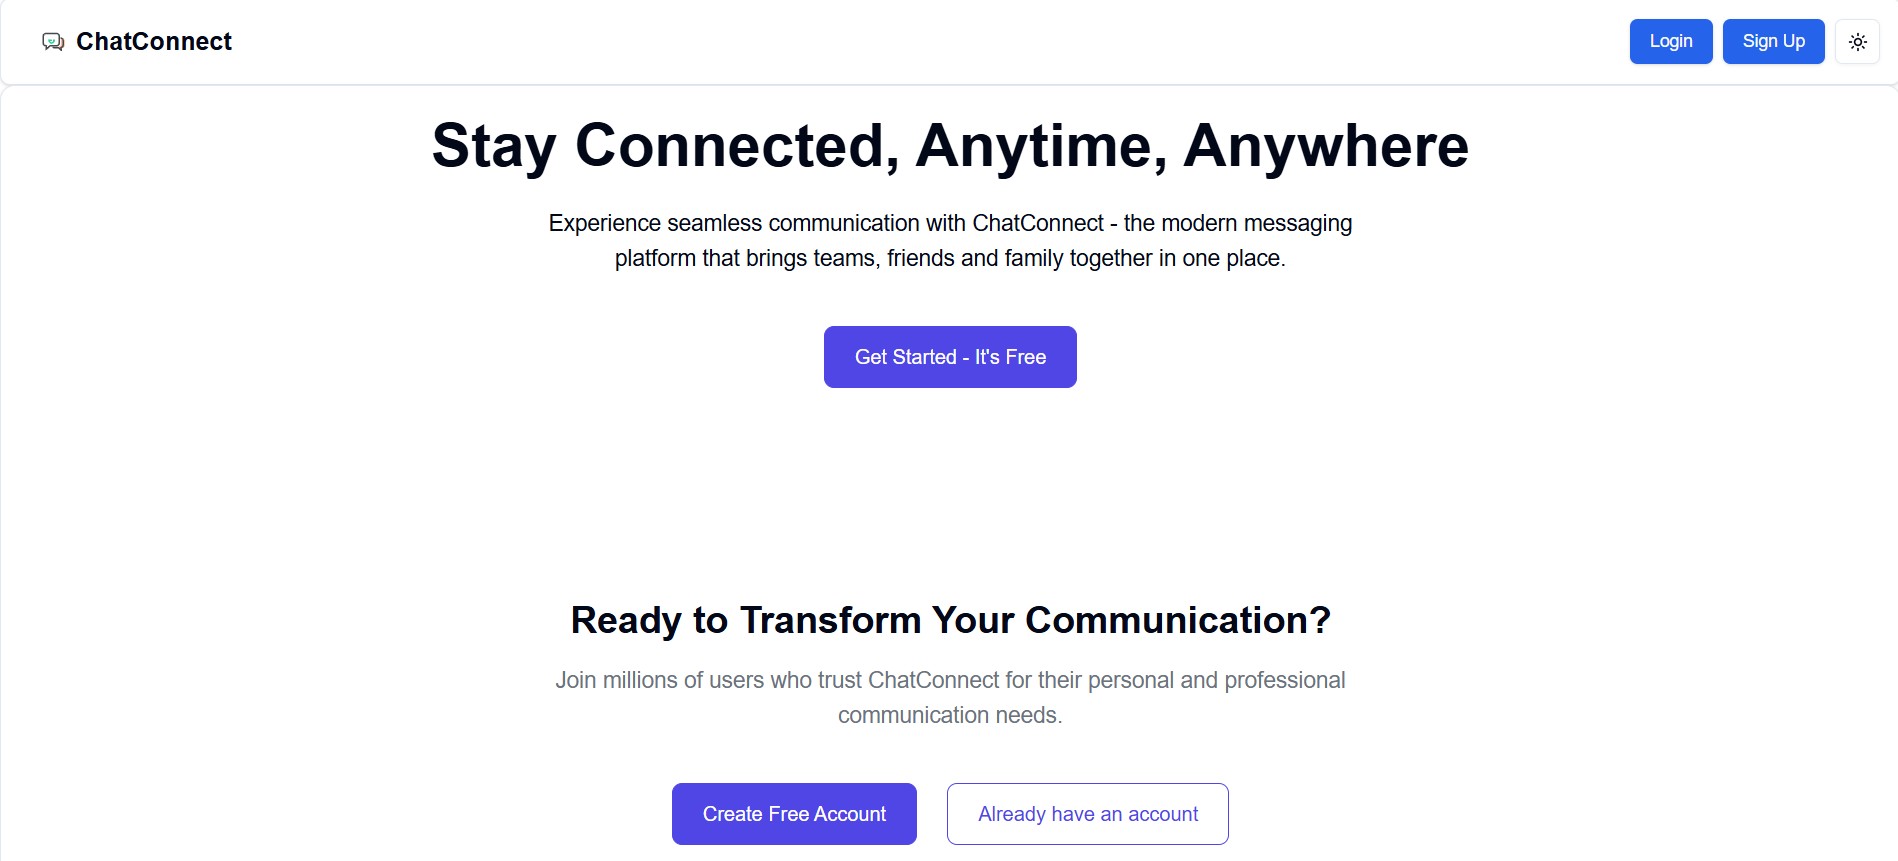 ChatConnect
Login
Sign Up
Stay Connected, Anytime, Anywhere
Experience seamless communication with ChatConnect - the modern messaging
platform that brings teams, friends and family together in one place.
Get Started - It's Free
Ready to Transform Your Communication?
Join millions of users who trust ChatConnect for their personal and professional
communication needs.
Create Free Account
Already have an account